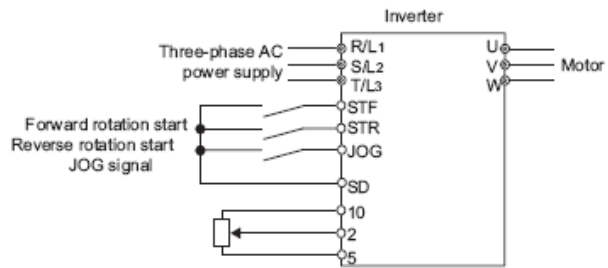 Inverter
Three-phase AC
power supply
R/L1
S/L2
T/L3
U
V
W
Motor
Forward rotation start
Reverse rotation start
JOG signal
STF
STR
JOG
SD
10
2
5